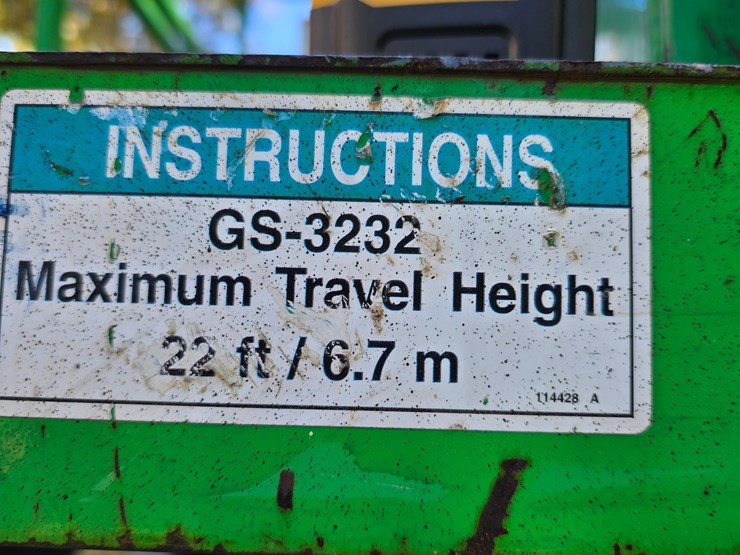 INSTRUCTIONS
GS-3232
Maximum Travel Height
22 ft / 6.7 m
114428 A